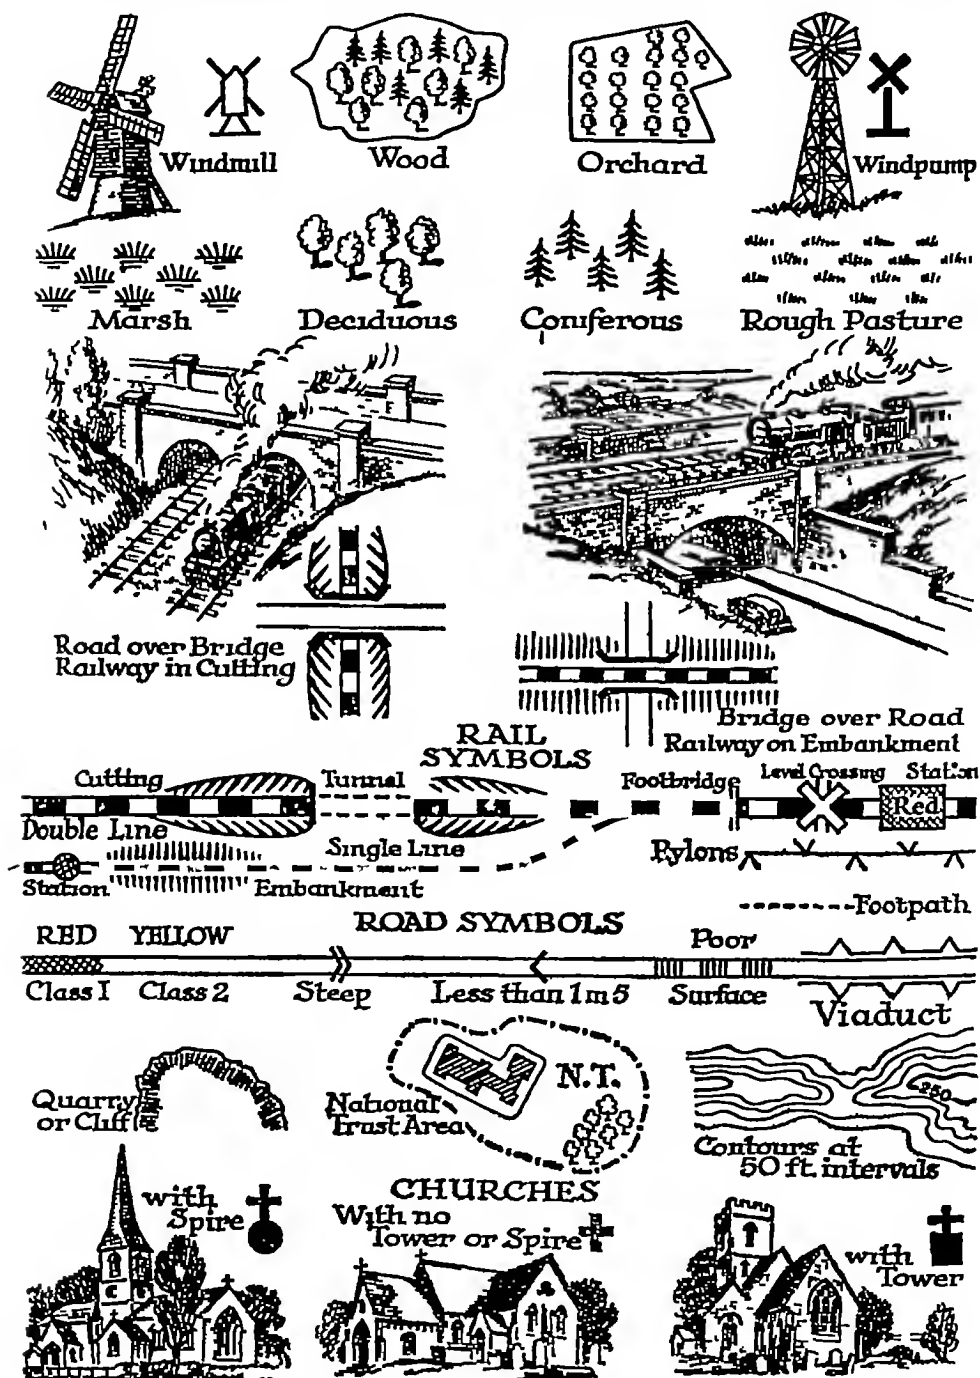 Windmill
Wood
Orchard
Windpump
Marsh
Deciduous
Coniferous
Rough Pasture
Road over Bridge
Railway in Cutting
Bridge over Road
Railway on Embankment
RAIL
SYMBOLS
Cutting
Tunnel
Footbridge
Level Crossing
Station
Red
Double Line
Single Line
Pylons
Station
Embankment
Footpath
ROAD SYMBOLS
RED
YELLOW
Poor
Class I
Class 2
Steep
Less than 1 in 5
Surface
Viaduct
Quarry
or Cliff
N.T.
National
Trust Area
250
Contours at
50 ft. intervals
CHURCHES
with
Spire
With no
Tower or Spire
with
Tower